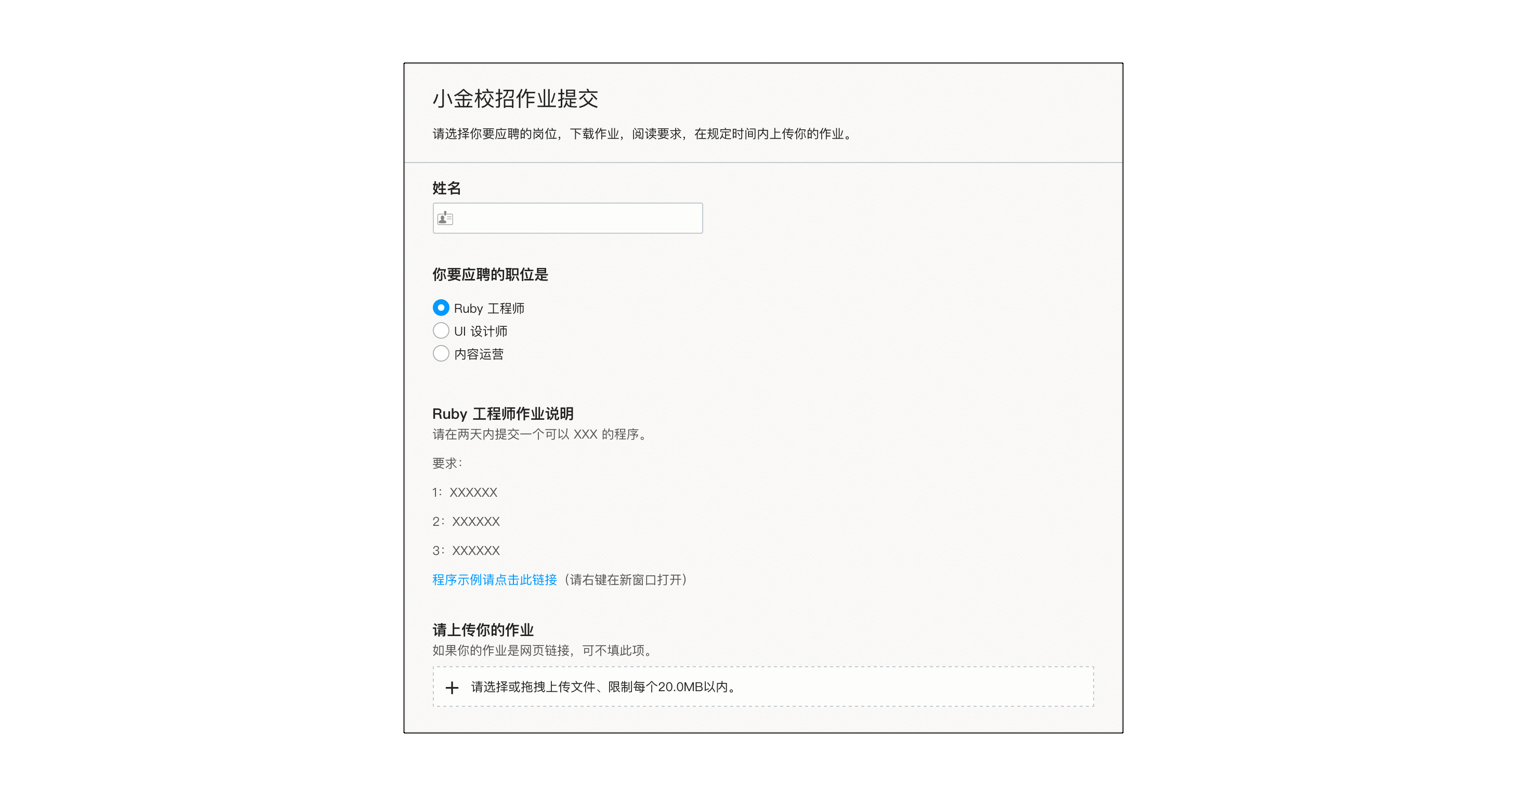 小金校招作业提交
请选择你要应聘的岗位，下载作业，阅读要求，在规定时间内上传你的作业。
姓名
你要应聘的职位是
Ruby 工程师
UI 设计师
内容运营
Ruby 工程师作业说明
请在两天内提交一个可以 XXX 的程序。
要求：
1：XXXXXX
2：XXXXXX
3：XXXXXX
程序示例请点击此链接（请右键在新窗口打开）
请上传你的作业
如果你的作业是网页链接，可不填此项。
请选择或拖拽上传文件、限制每个20.0MB以内。